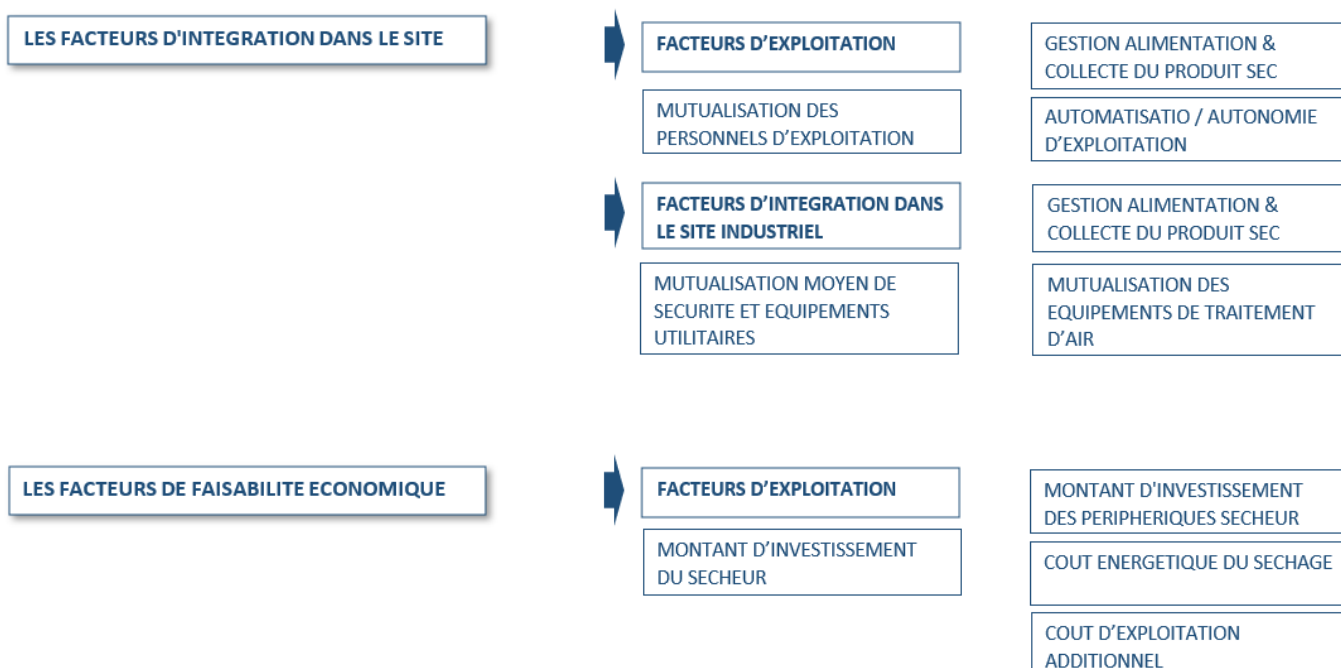 LES FACTEURS D'INTEGRATION DANS LE SITE
FACTEURS D’EXPLOITATION
GESTION ALIMENTATION &
COLLECTE DU PRODUIT SEC
MUTUALISATION DES
PERSONNELS D’EXPLOITATION
AUTOMATISATIO / AUTONOMIE
D’EXPLOITATION
FACTEURS D’INTEGRATION DANS
LE SITE INDUSTRIEL
GESTION ALIMENTATION &
COLLECTE DU PRODUIT SEC
MUTUALISATION MOYEN DE
SECURITE ET EQUIPEMENTS
UTILITAIRES
MUTUALISATION DES
EQUIPEMENTS DE TRAITEMENT
D’AIR
LES FACTEURS DE FAISABILITE ECONOMIQUE
FACTEURS D’EXPLOITATION
MONTANT D'INVESTISSEMENT
DES PERIPHERIQUES SECHEUR
MONTANT D’INVESTISSEMENT
DU SECHEUR
COUT ENERGETIQUE DU SECHAGE
COUT D’EXPLOITATION
ADDITIONNEL